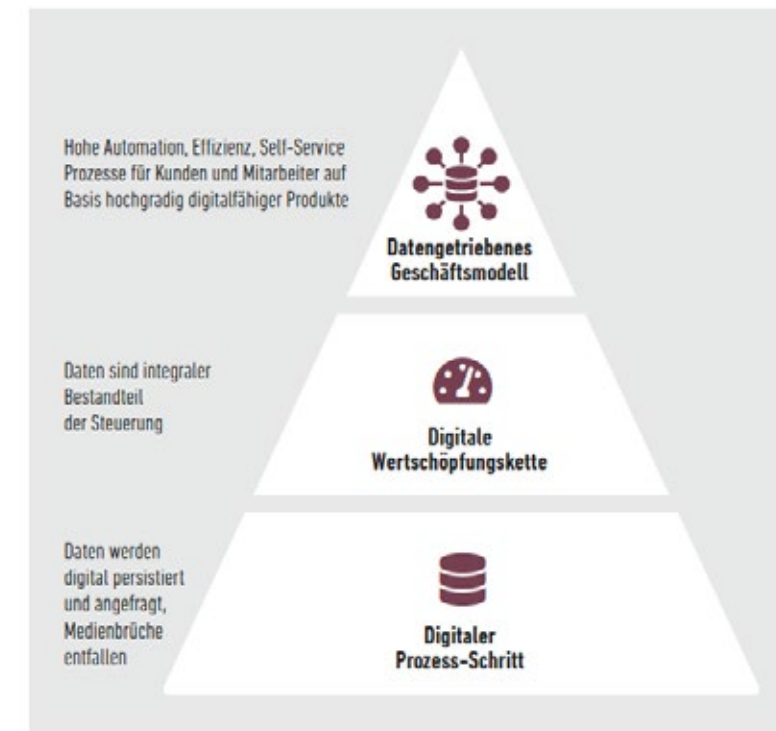 Hohe Automation, Effizienz, Self-Service
Prozesse für Kunden und Mitarbeiter auf
Basis hochgradig digitalfähiger Produkte
Datengetriebenes
Geschäftsmodell
Daten sind integraler
Bestandteil
der Steuerung
Digitale
Wertschöpfungskette
Daten werden
digital persistiert
und angefragt,
Medienbrüche
entfallen
Digitaler
Prozess-Schritt